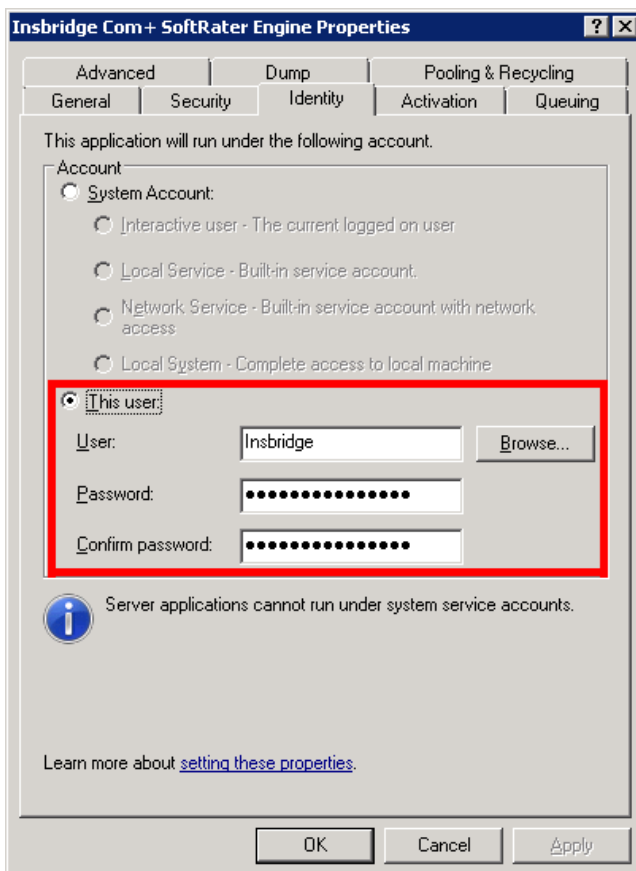 Insbridge Com+ SoftRater Engine Properties
Advanced Dump Pooling & Recycling
General Security Identity Activation Queuing
This application will run under the following account.
Account
System Account:
Interactive user - The current logged on user
Local Service - Built-in service account.
Network Service - Built-in service account with network
access
Local System - Complete access to local machine
This user:
User: Insbridge Browse...
Password: •••••••••••••••
Confirm password: •••••••••••••••
Server applications cannot run under system service accounts.
Learn more about setting these properties.
OK Cancel Apply